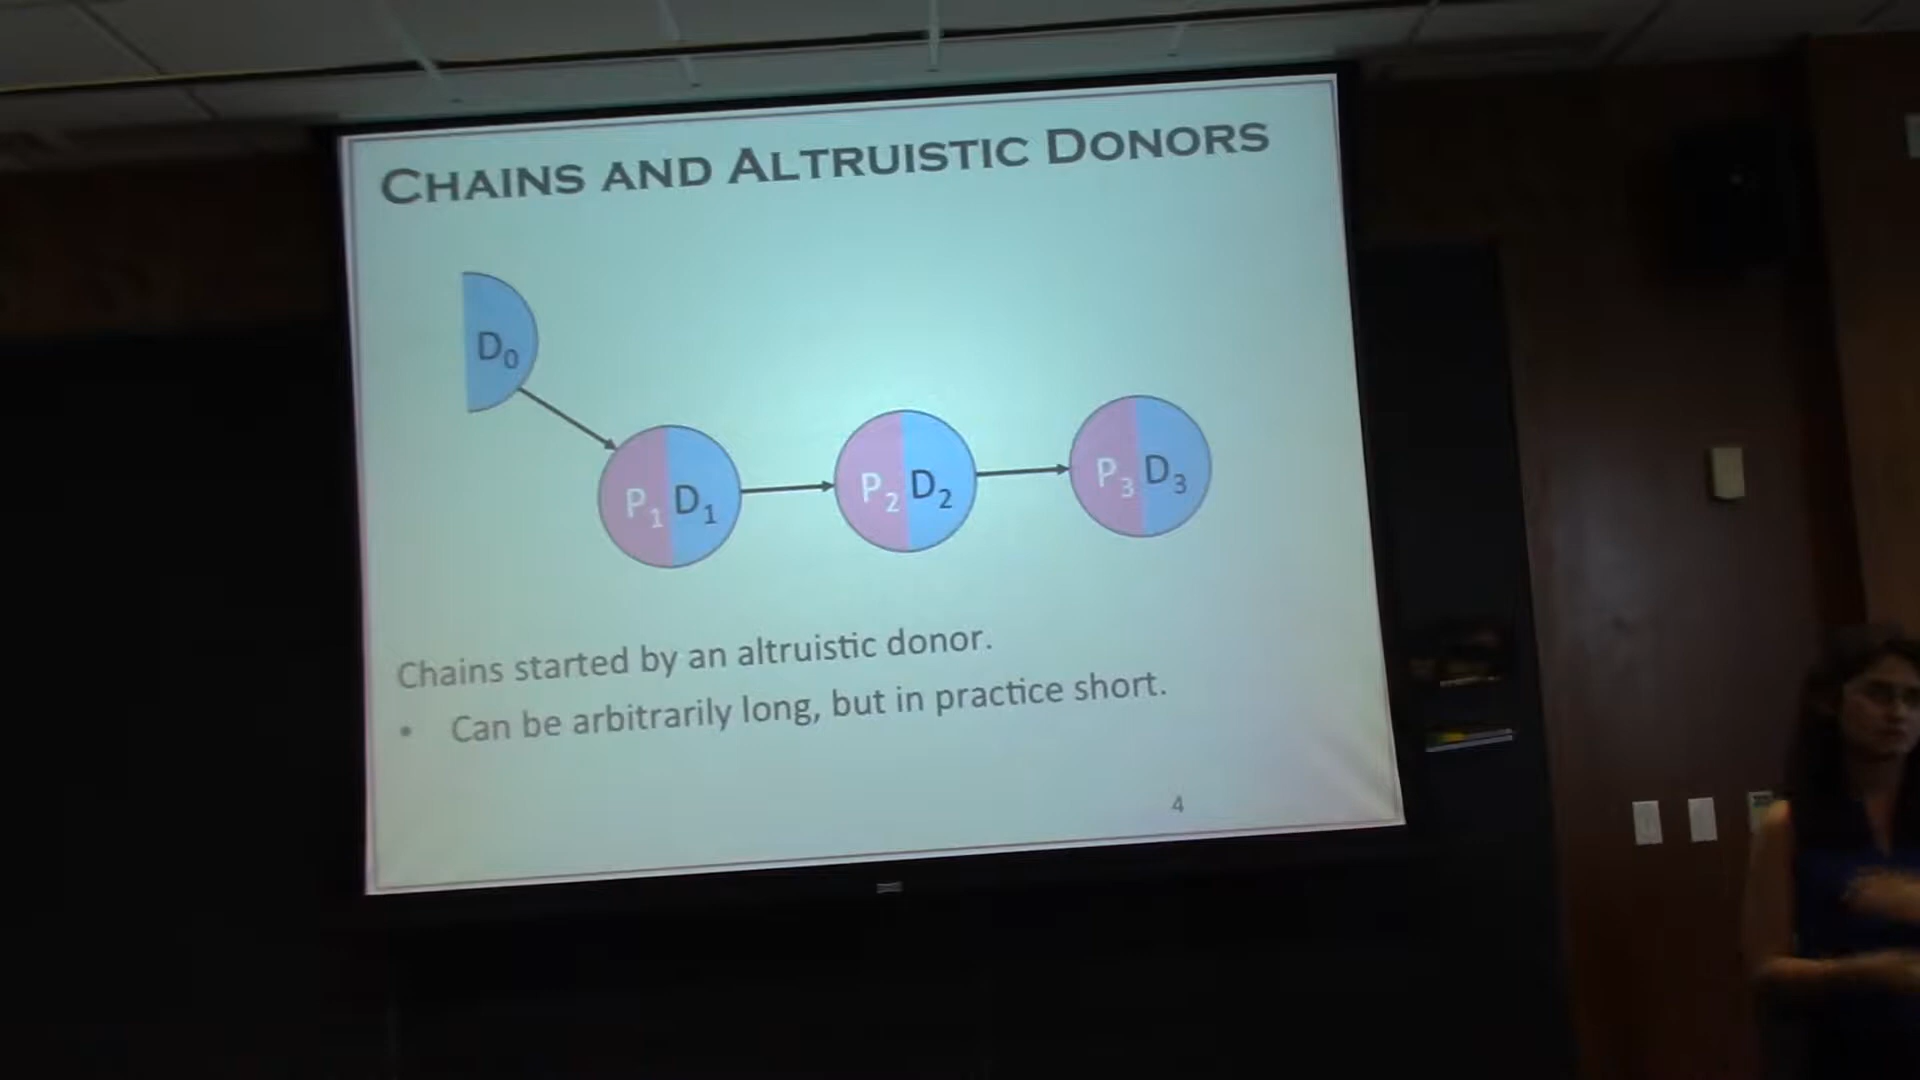 CHAINS AND ALTRUISTIC DONORS
D0
P1 D1
P2 D2
P3 D3
Chains started by an altruistic donor.
• Can be arbitrarily long, but in practice short.
4